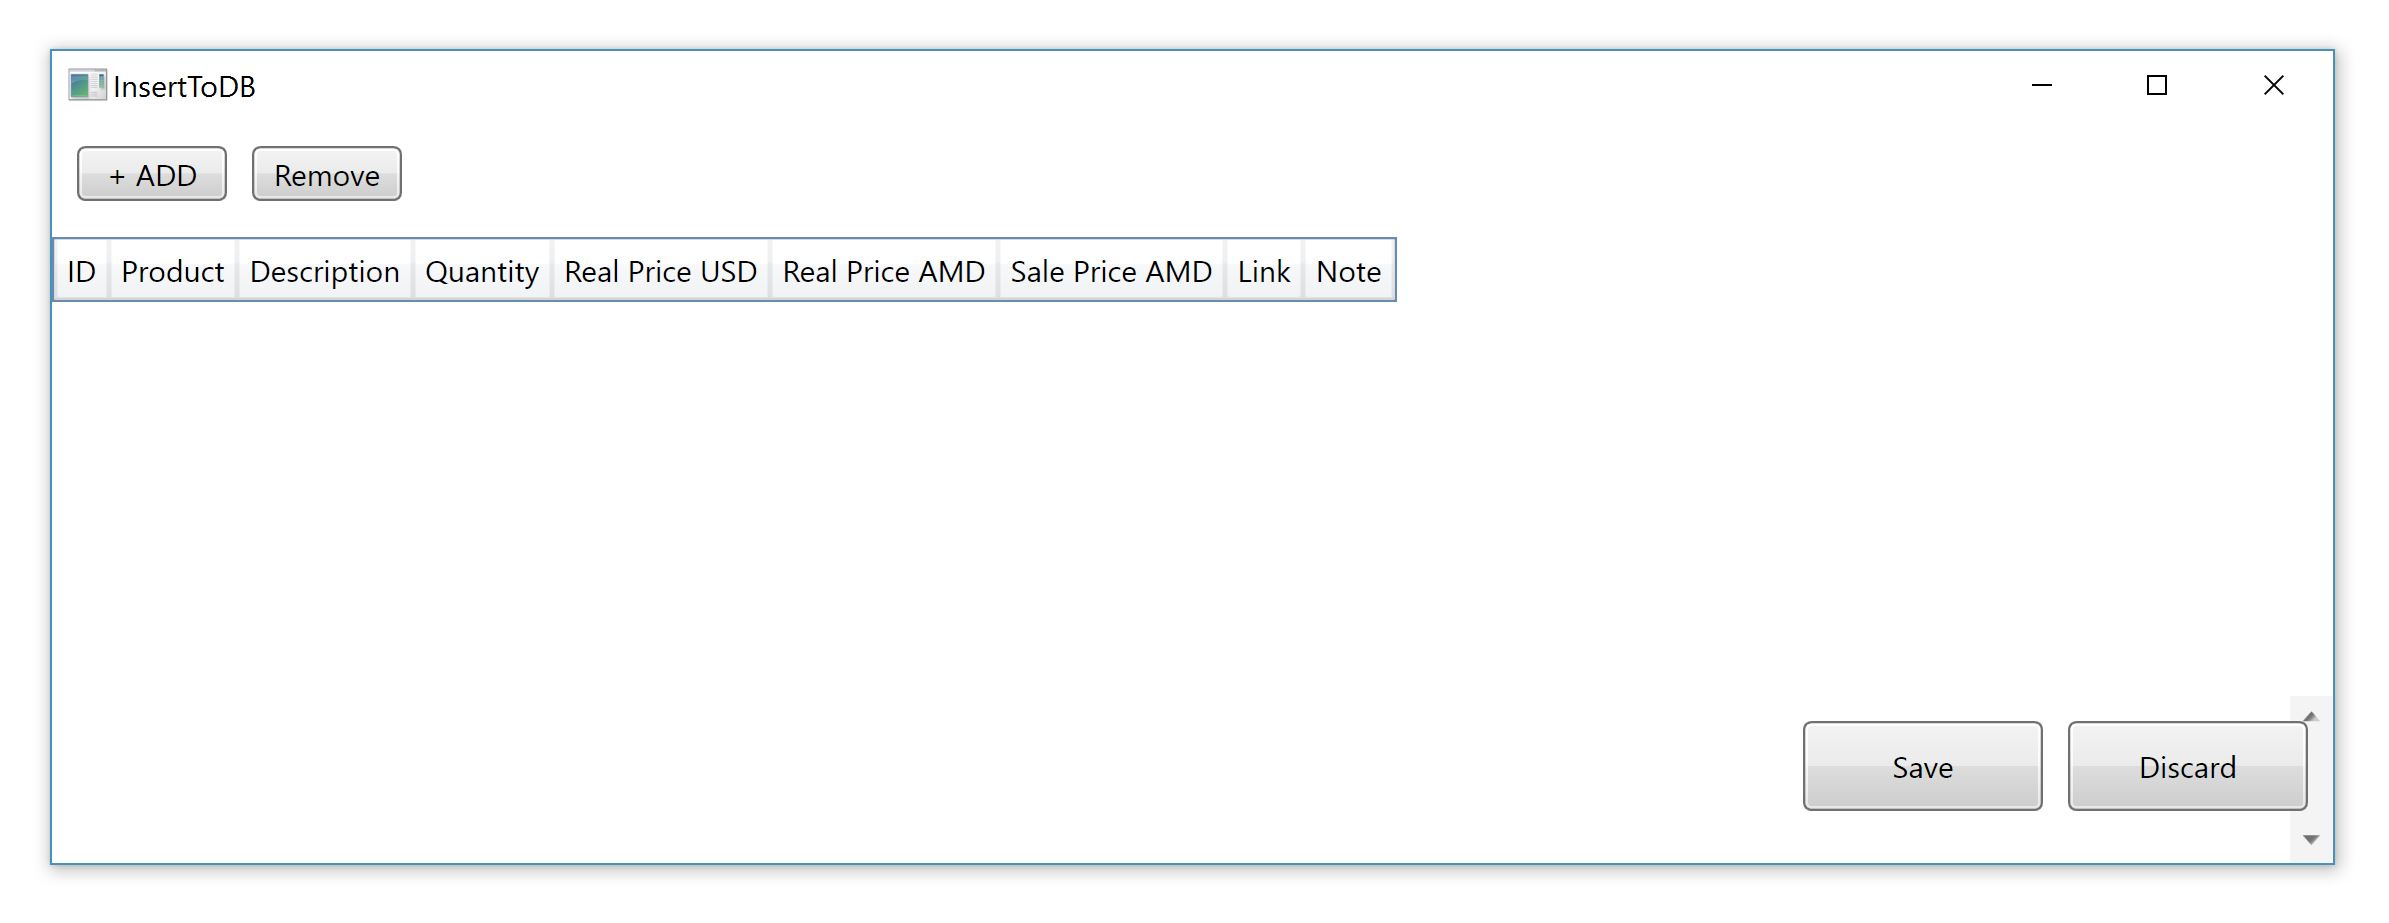 InsertToDB
+ ADD Remove
ID Product Description Quantity Real Price USD Real Price AMD Sale Price AMD Link Note
Save Discard